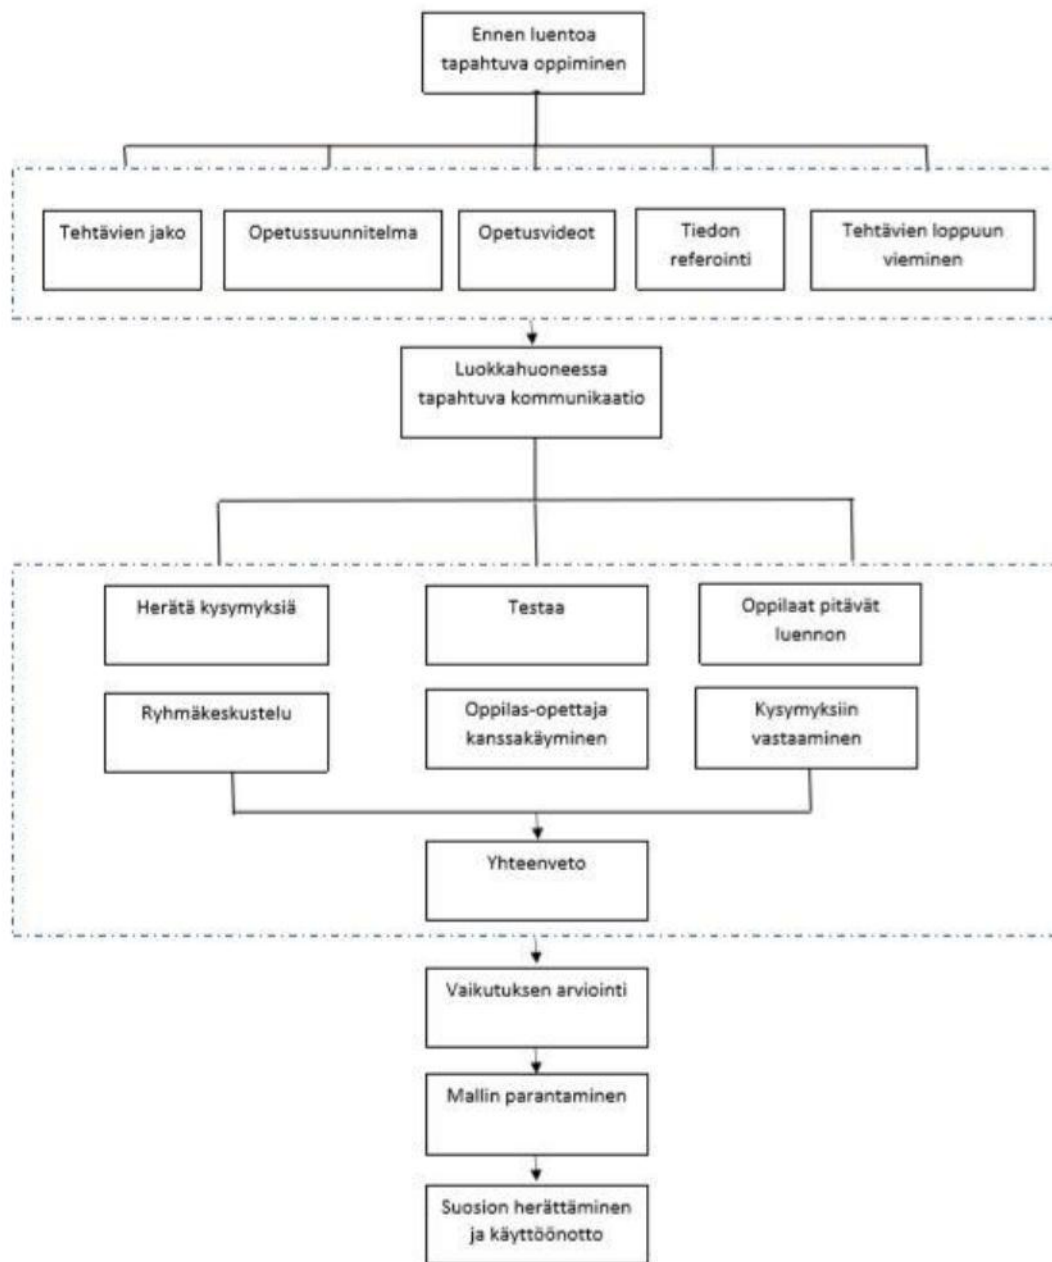 Ennen luentoa
tapahtuva oppiminen
Tehtävien jako
Opetussuunnitelma
Opetusvideot
Tiedon
referointi
Tehtävien loppuun
vieminen
Luokkahuoneessa
tapahtuva kommunikaatio
Herätä kysymyksiä
Testaa
Oppilaat pitävät
luennon
Ryhmäkeskustelu
Oppilas-opettaja
kanssakäyminen
Kysymyksiin
vastaaminen
Yhteenveto
Vaikutuksen arviointi
Mallin parantaminen
Suosion herättäminen
ja käyttöönotto